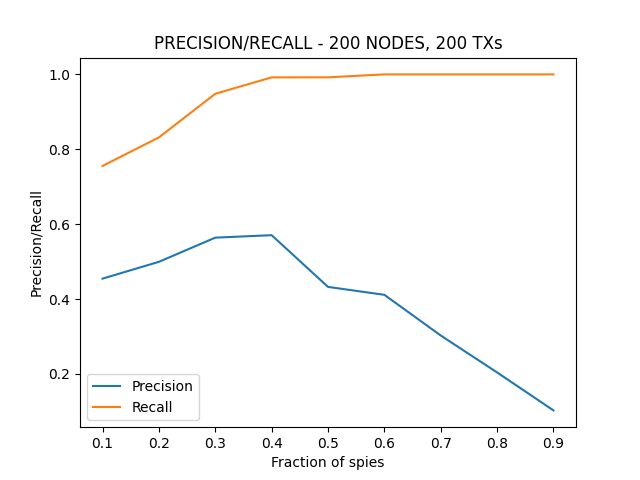 PRECISION/RECALL - 200 NODES, 200 TXs
Precision/Recall
1.0
0.8
0.6
0.4
0.2
Precision
Recall
0.1 0.2 0.3 0.4 0.5 0.6 0.7 0.8 0.9
Fraction of spies